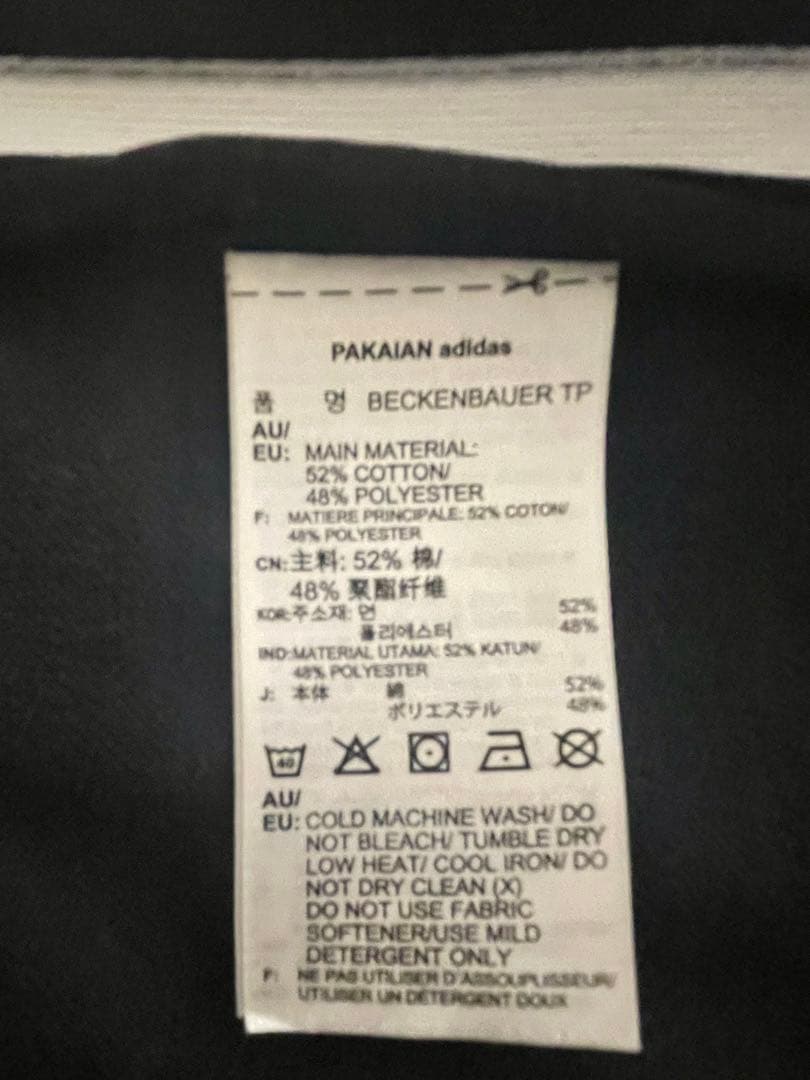 PAKAIAN adidas
품 명 BECKENBAUER TP
AU/
EU: MAIN MATERIAL:
52% COTTON/
48% POLYESTER
F: MATIERE PRINCIPALE: 52% COTON/
48% POLYESTER
CN:主料: 52% 棉/
48% 聚酯纤维
KOR:주소재: 면 52%
폴리에스터 48%
IND:MATERIAL UTAMA: 52% KATUN/
48% POLYESTER
J: 本体 綿 52%
ポリエステル 48%
40
AU/
EU: COLD MACHINE WASH/ DO
NOT BLEACH/ TUMBLE DRY
LOW HEAT/ COOL IRON/ DO
NOT DRY CLEAN (X)
DO NOT USE FABRIC
SOFTENER/USE MILD
DETERGENT ONLY
F: NE PAS UTILISER D'ASSOUPLISSEUR/
UTILISER UN DETERGENT DOUX